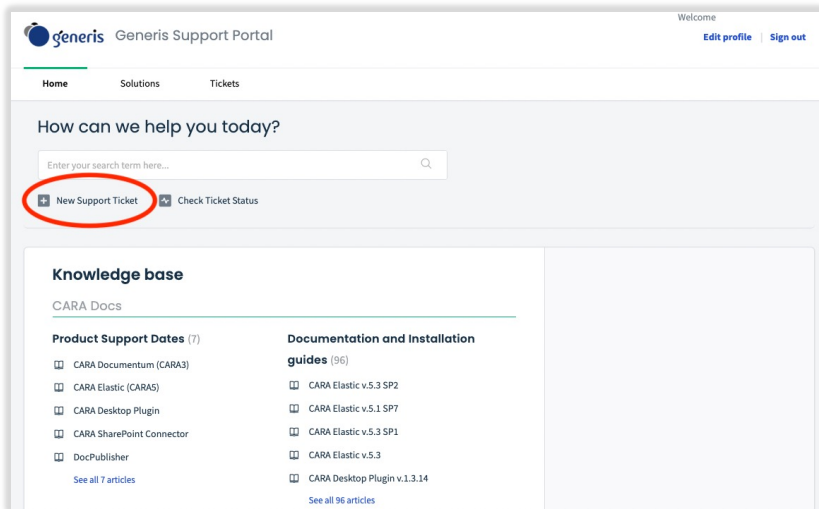 Welcome
generis Generis Support Portal
Edit profile | Sign out
Home Solutions Tickets
How can we help you today?
Enter your search term here...
New Support Ticket Check Ticket Status
Knowledge base
CARA Docs
Product Support Dates (7)
CARA Documentum (CARA3)
CARA Elastic (CARA5)
CARA Desktop Plugin
CARA SharePoint Connector
DocPublisher
See all 7 articles
Documentation and Installation
guides (96)
CARA Elastic v.5.3 SP2
CARA Elastic v.5.1 SP7
CARA Elastic v.5.3 SP1
CARA Elastic v.5.3
CARA Desktop Plugin v.1.3.14
See all 96 articles